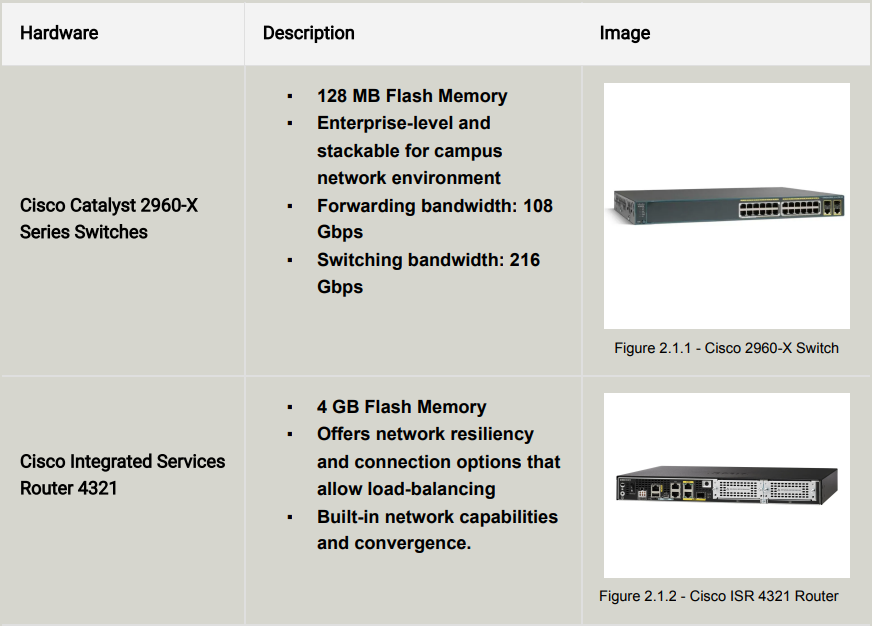 Hardware
Description
Image
Cisco Catalyst 2960-X
Series Switches
▪ 128 MB Flash Memory
▪ Enterprise-level and
stackable for campus
network environment
▪ Forwarding bandwidth: 108
Gbps
▪ Switching bandwidth: 216
Gbps
Figure 2.1.1 - Cisco 2960-X Switch
Cisco Integrated Services
Router 4321
▪ 4 GB Flash Memory
▪ Offers network resiliency
and connection options that
allow load-balancing
▪ Built-in network capabilities
and convergence.
Figure 2.1.2 - Cisco ISR 4321 Router